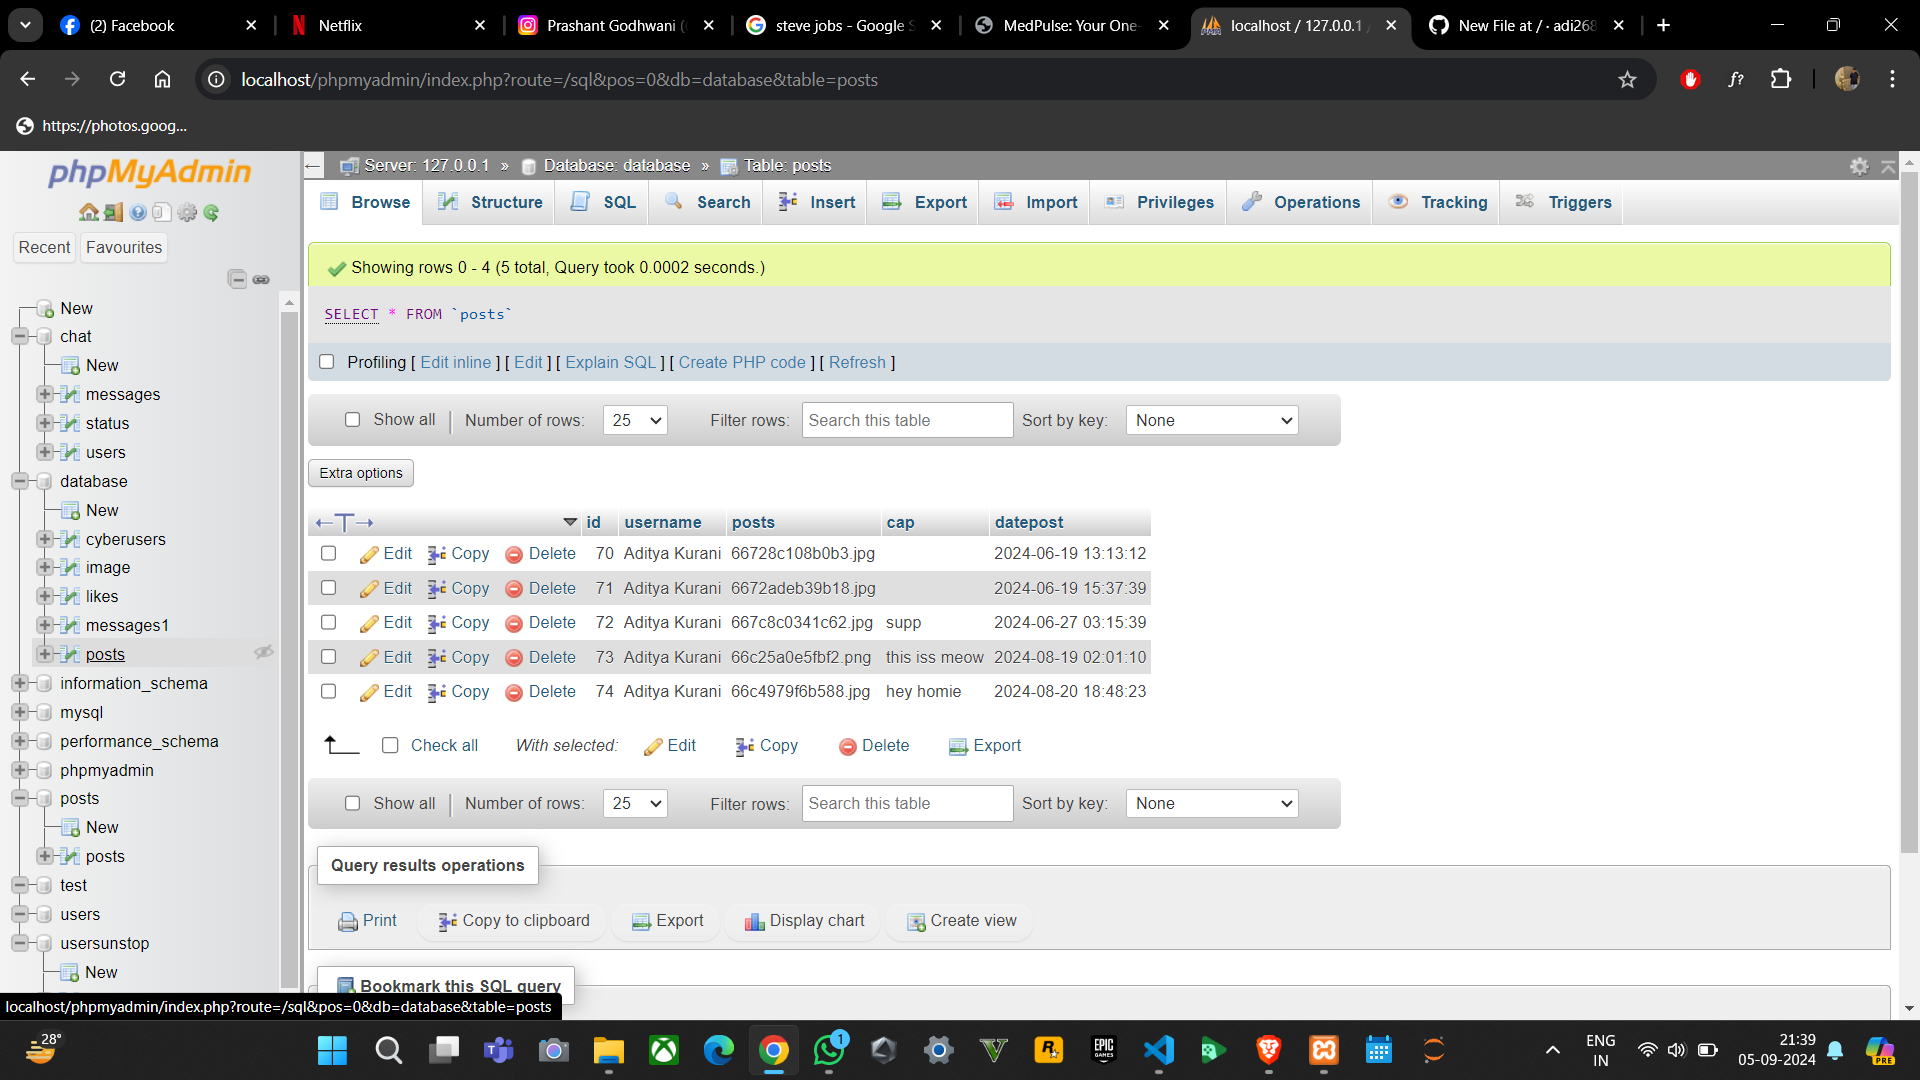 (2) Facebook
Netflix
Prashant Godhwani (
steve jobs - Google S
MedPulse: Your One-
localhost / 127.0.0.1 /
New File at / · adi268
localhost/phpmyadmin/index.php?route=/sql&pos=0&db=database&table=posts
f?
https://photos.goog...
phpMyAdmin
Recent
Favourites
New
chat
New
messages
status
users
database
New
cyberusers
image
likes
messages1
posts
information_schema
mysql
performance_schema
phpmyadmin
posts
New
posts
test
users
usersunstop
New
Server: 127.0.0.1 » Database: database » Table: posts
Browse Structure SQL Search Insert Export Import Privileges Operations Tracking Triggers
Showing rows 0 - 4 (5 total, Query took 0.0002 seconds.)
SELECT * FROM `posts`
Profiling [ Edit inline ] [ Edit ] [ Explain SQL ] [ Create PHP code ] [ Refresh ]
Show all Number of rows: 25 Filter rows: Search this table Sort by key: None
Extra options
←T→ id username posts cap datepost
Edit Copy Delete 70 Aditya Kurani 66728c108b0b3.jpg 2024-06-19 13:13:12
Edit Copy Delete 71 Aditya Kurani 6672adeb39b18.jpg 2024-06-19 15:37:39
Edit Copy Delete 72 Aditya Kurani 667c8c0341c62.jpg supp 2024-06-27 03:15:39
Edit Copy Delete 73 Aditya Kurani 66c25a0e5fbf2.png this iss meow 2024-08-19 02:01:10
Edit Copy Delete 74 Aditya Kurani 66c4979f6b588.jpg hey homie 2024-08-20 18:48:23
Check all With selected: Edit Copy Delete Export
Show all Number of rows: 25 Filter rows: Search this table Sort by key: None
Query results operations
Print Copy to clipboard Export Display chart Create view
Bookmark this SQL query
localhost/phpmyadmin/index.php?route=/sql&pos=0&db=database&table=posts
28°
1
EPIC
GAMES
ENG
IN
21:39
05-09-2024
PRE